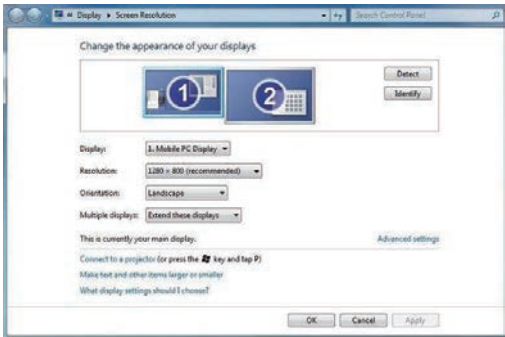 Display ▸ Screen Resolution Search Control Panel
Change the appearance of your displays
1 2
Detect
Identify
Display: 1. Mobile PC Display
Resolution: 1280 × 800 (recommended)
Orientation: Landscape
Multiple displays: Extend these displays
This is currently your main display. Advanced settings
Connect to a projector (or press the key and tap P)
Make text and other items larger or smaller
What display settings should I choose?
OK Cancel Apply